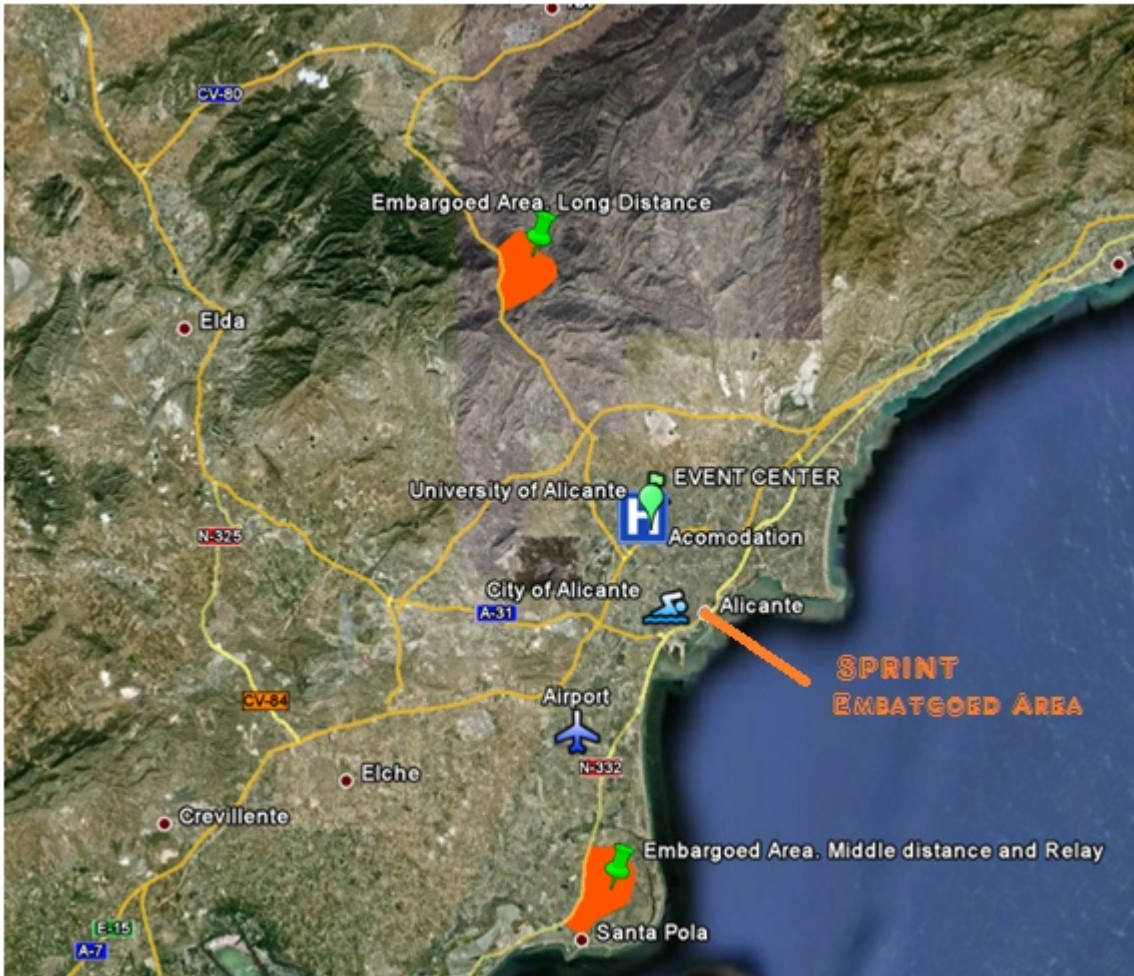 CV-80
Embargoed Area. Long Distance
Elda
EVENT CENTER
University of Alicante
H
Acomodation
N-325
City of Alicante
A-31
Alicante
SPRINT
EMBATGOED AREA
CV-84
Airport
N-332
Elche
Crevillente
Embargoed Area. Middle distance and Relay
E-15
Santa Pola
A-7